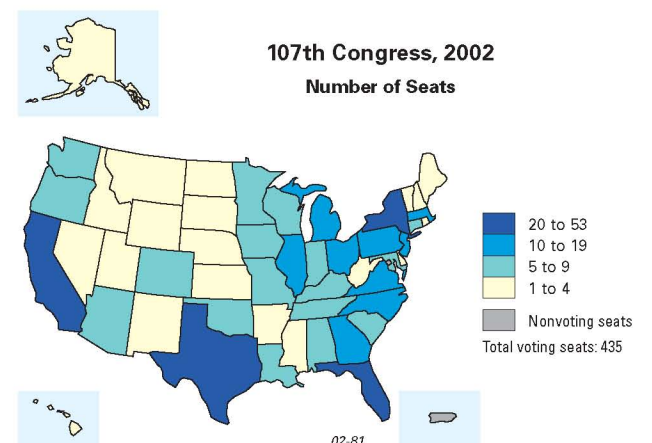 107th Congress, 2002
Number of Seats
20 to 53
10 to 19
5 to 9
1 to 4
Nonvoting seats
Total voting seats: 435
02-81